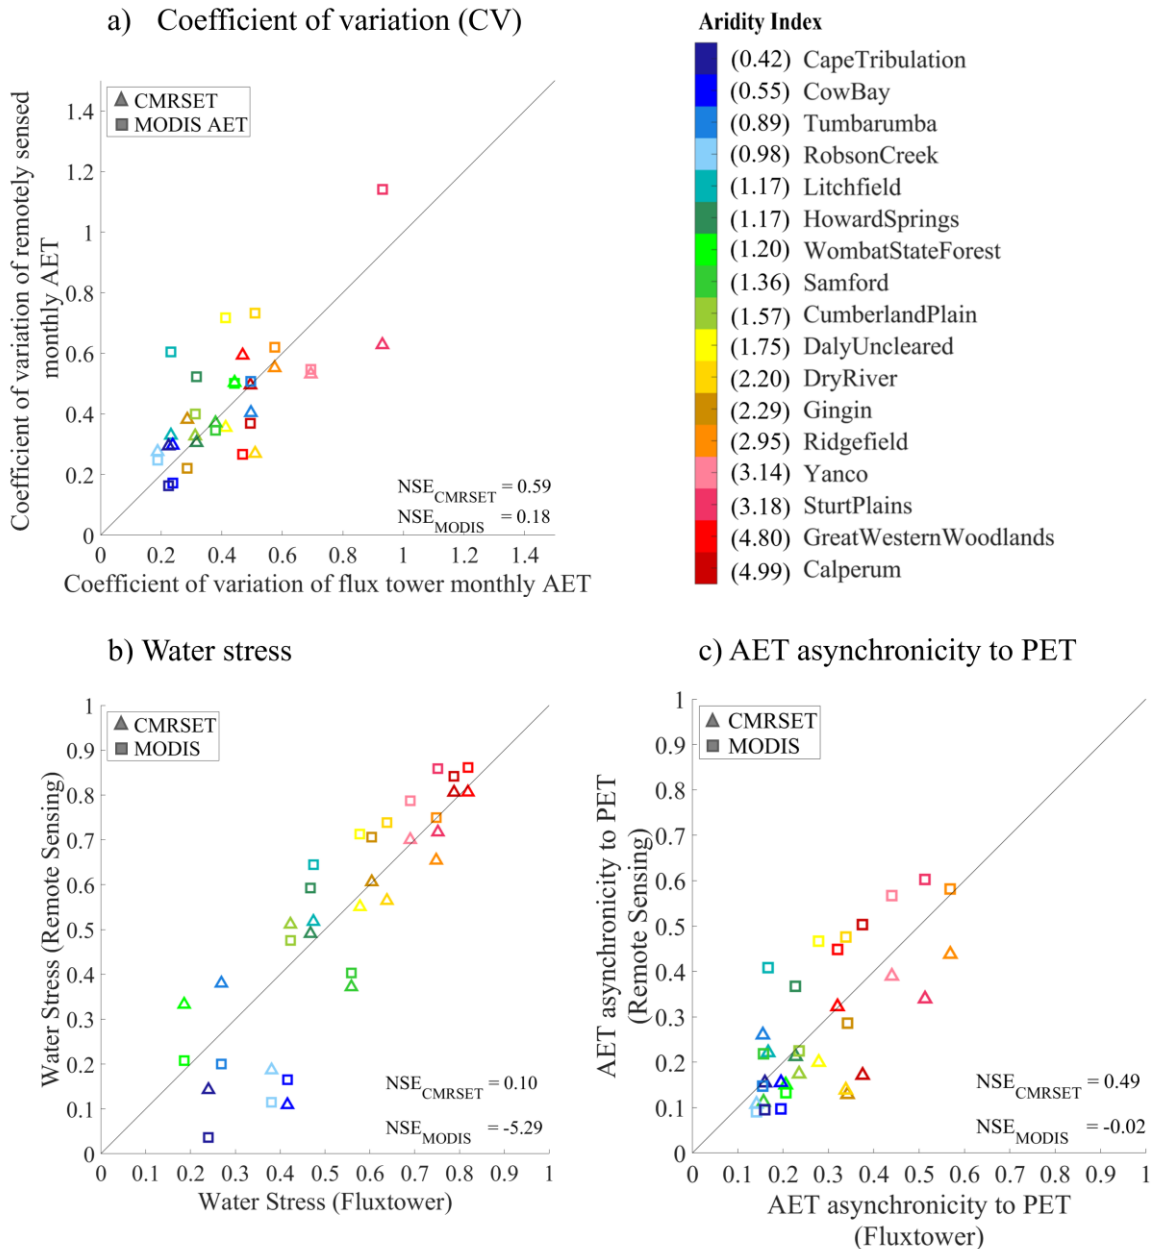 a) Coefficient of variation (CV)
Coefficient of variation of remotely sensed
monthly AET
1.4
1.2
1
0.8
0.6
0.4
0.2
0
CMRSET
MODIS AET
NSE_CMRSET = 0.59
NSE_MODIS = 0.18
0 0.2 0.4 0.6 0.8 1 1.2 1.4
Coefficient of variation of flux tower monthly AET
Aridity Index
(0.42) CapeTribulation
(0.55) CowBay
(0.89) Tumbarumba
(0.98) RobsonCreek
(1.17) Litchfield
(1.17) HowardSprings
(1.20) WombatStateForest
(1.36) Samford
(1.57) CumberlandPlain
(1.75) DalyUncleared
(2.20) DryRiver
(2.29) Gingin
(2.95) Ridgefield
(3.14) Yanco
(3.18) SturtPlains
(4.80) GreatWesternWoodlands
(4.99) Calperum
b) Water stress
Water Stress (Remote Sensing)
1
0.9
0.8
0.7
0.6
0.5
0.4
0.3
0.2
0.1
0
CMRSET
MODIS
NSE_CMRSET = 0.10
NSE_MODIS = -5.29
0 0.1 0.2 0.3 0.4 0.5 0.6 0.7 0.8 0.9 1
Water Stress (Fluxtower)
c) AET asynchronicity to PET
AET asynchronicity to PET
(Remote Sensing)
1
0.9
0.8
0.7
0.6
0.5
0.4
0.3
0.2
0.1
0
CMRSET
MODIS
NSE_CMRSET = 0.49
NSE_MODIS = -0.02
0 0.1 0.2 0.3 0.4 0.5 0.6 0.7 0.8 0.9 1
AET asynchronicity to PET
(Fluxtower)